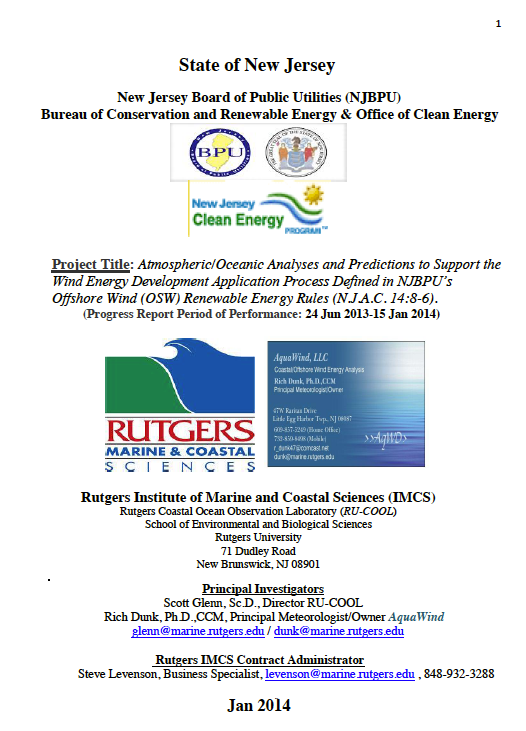 1
State of New Jersey
New Jersey Board of Public Utilities (NJBPU)
Bureau of Conservation and Renewable Energy & Office of Clean Energy
BPU
New Jersey
Clean Energy
PROGRAM™
Project Title: Atmospheric/Oceanic Analyses and Predictions to Support the
Wind Energy Development Application Process Defined in NJBPU's
Offshore Wind (OSW) Renewable Energy Rules (N.J.A.C. 14:8-6).
(Progress Report Period of Performance: 24 Jun 2013-15 Jan 2014)
RUTGERS
MARINE & COASTAL
SCIENCES
AquaWind, LLC
Coastal/Offshore Wind Energy Analysis
Rich Dunk, Ph.D.,CCM
Principal Meteorologist/Owner
47W Raritan Drive
Little Egg Harbor Twp., NJ 08087
609-857-5249 (Home Office)
732-850-8498 (Mobile)
r_dunk47@comcast.net
dunk@marine.rutgers.edu
>>AqWD>
Rutgers Institute of Marine and Coastal Sciences (IMCS)
Rutgers Coastal Ocean Observation Laboratory (RU-COOL)
School of Environmental and Biological Sciences
Rutgers University
71 Dudley Road
New Brunswick, NJ 08901
Principal Investigators
Scott Glenn, Sc.D., Director RU-COOL
Rich Dunk, Ph.D.,CCM, Principal Meteorologist/Owner AquaWind
glenn@marine.rutgers.edu / dunk@marine.rutgers.edu
Rutgers IMCS Contract Administrator
Steve Levenson, Business Specialist, levenson@marine.rutgers.edu , 848-932-3288
Jan 2014